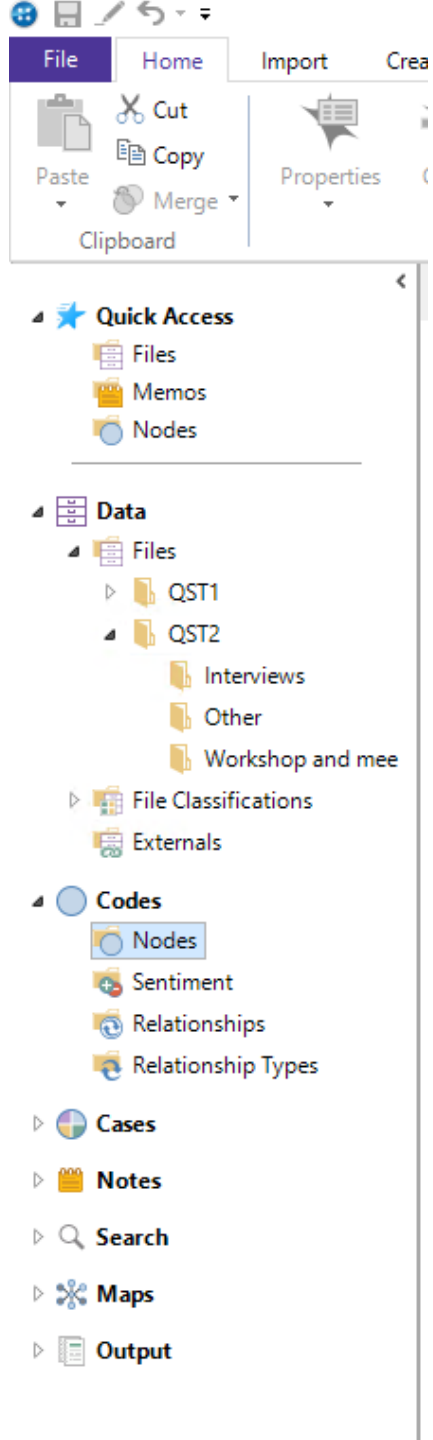 File Home Import Crea
Cut
Copy
Paste Properties
Merge
Clipboard
Quick Access
Files
Memos
Nodes
Data
Files
QST1
QST2
Interviews
Other
Workshop and mee
File Classifications
Externals
Codes
Nodes
Sentiment
Relationships
Relationship Types
Cases
Notes
Search
Maps
Output